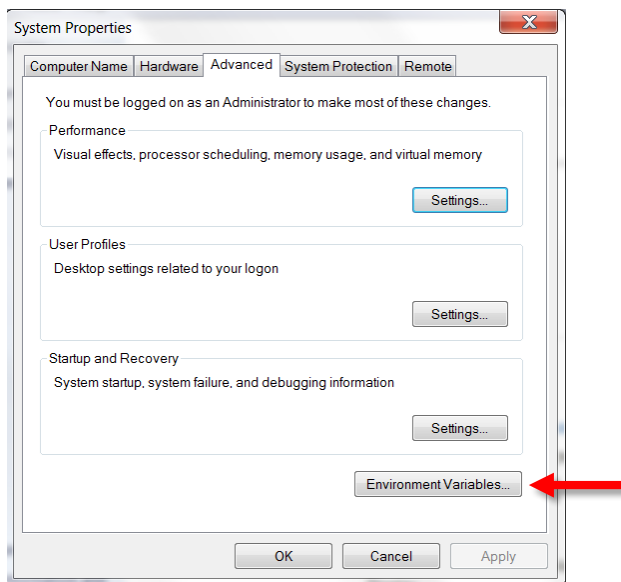 System Properties
X
Computer Name Hardware Advanced System Protection Remote
You must be logged on as an Administrator to make most of these changes.
Performance
Visual effects, processor scheduling, memory usage, and virtual memory
Settings...
User Profiles
Desktop settings related to your logon
Settings...
Startup and Recovery
System startup, system failure, and debugging information
Settings...
Environment Variables...
OK Cancel Apply